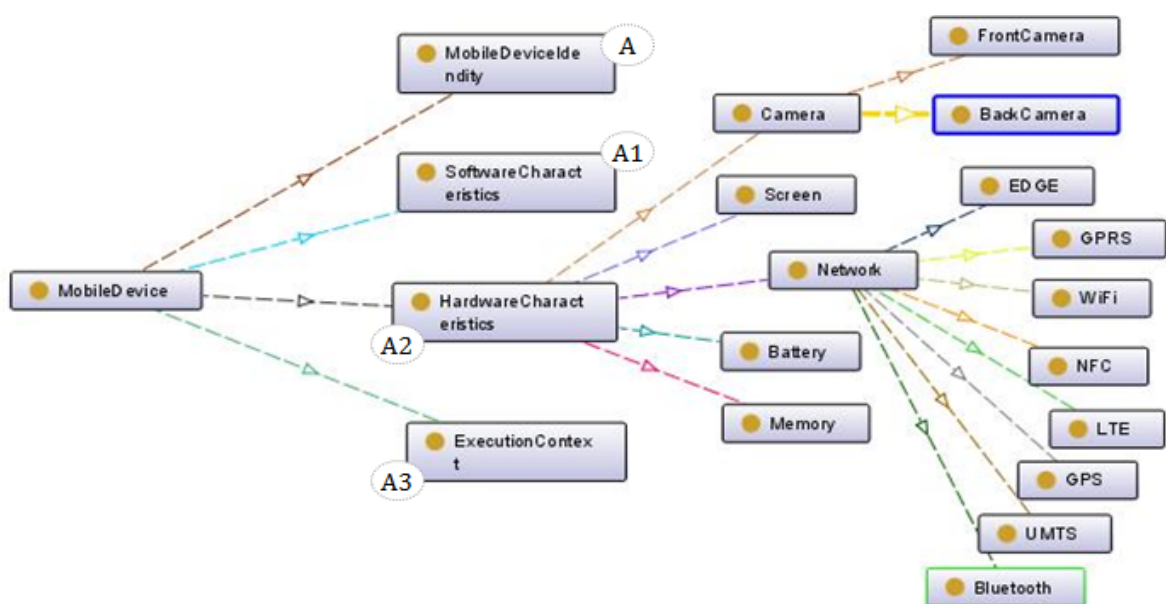 FrontCamera
MobileDeviceIde
ndity
A
Camera
BackCamera
SoftwareCharact
eristics
A1
Screen
EDGE
GPRS
MobileDevice
HardwareCharact
eristics
A2
Network
WiFi
Battery
NFC
Memory
LTE
ExecutionContex
t
A3
GPS
UMTS
Bluetooth